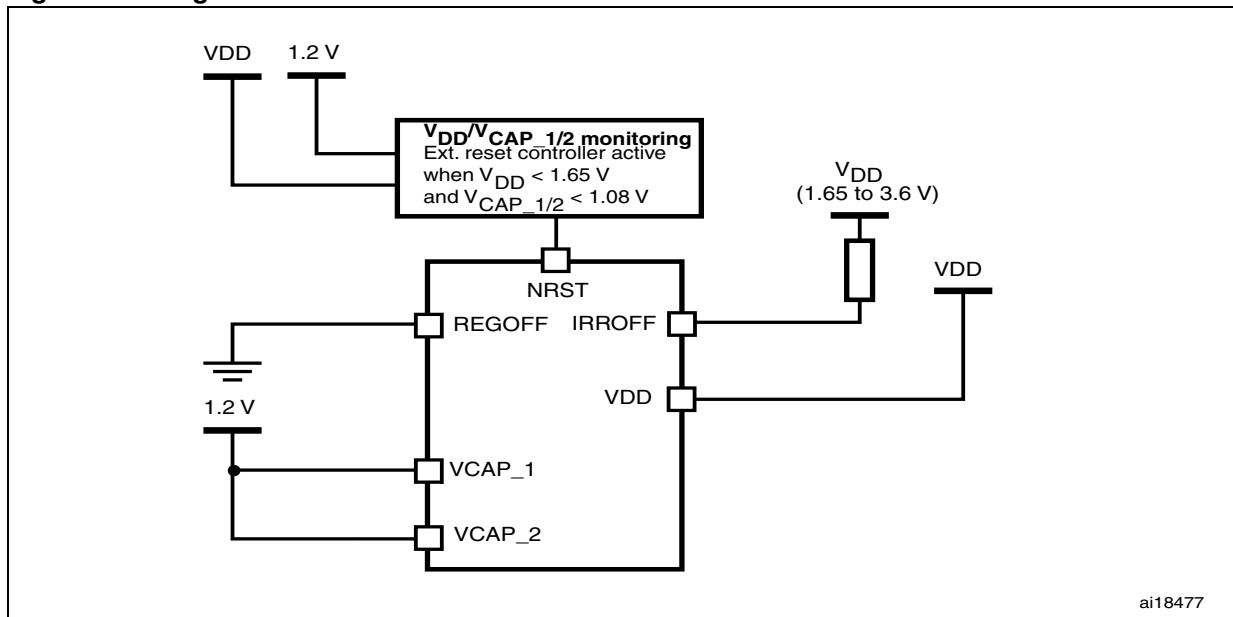 VDD 1.2 V
VDD/VCAP_1/2 monitoring
Ext. reset controller active
when VDD < 1.65 V
and VCAP_1/2 < 1.08 V
VDD
(1.65 to 3.6 V)
VDD
NRST
REGOFF IRROFF
1.2 V
VDD
VCAP_1
VCAP_2
ai18477